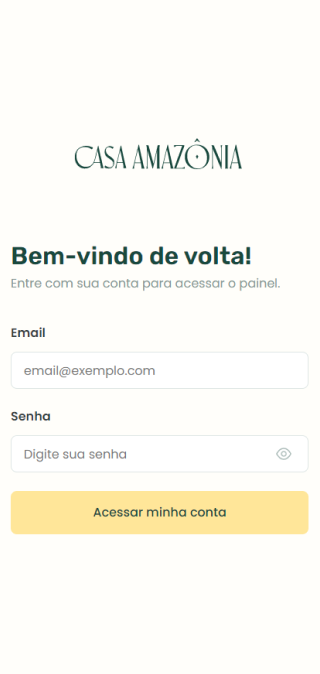 CASA AMAZÔNIA
Bem-vindo de volta!
Entre com sua conta para acessar o painel.
Email
email@exemplo.com
Senha
Digite sua senha
Acessar minha conta